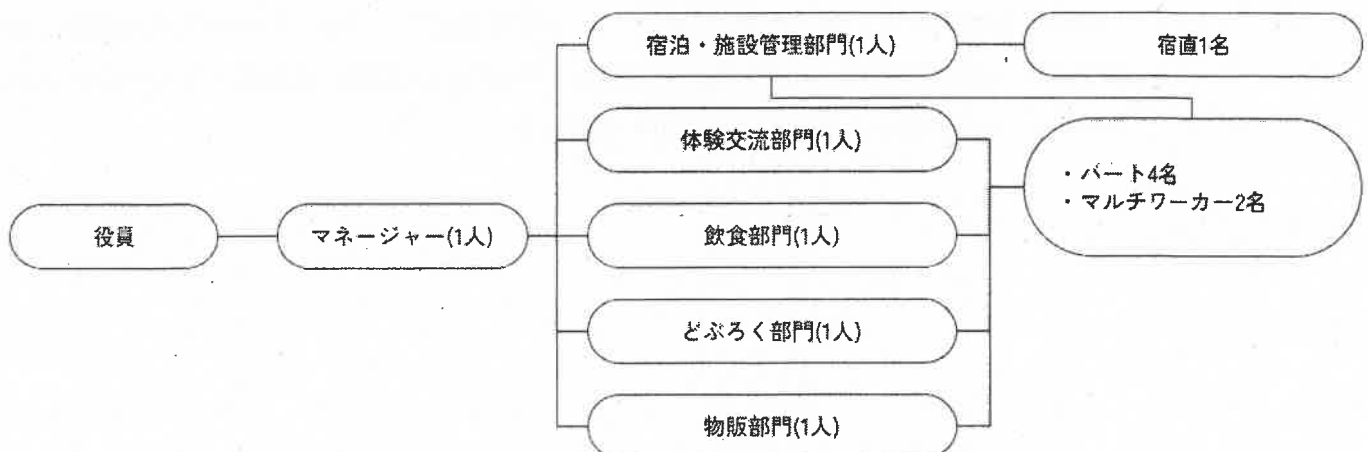 宿泊・施設管理部門(1人)
宿直1名
体験交流部門(1人)
・パート4名
・マルチワーカー2名
役員
マネージャー(1人)
飲食部門(1人)
どぶろく部門(1人)
物販部門(1人)